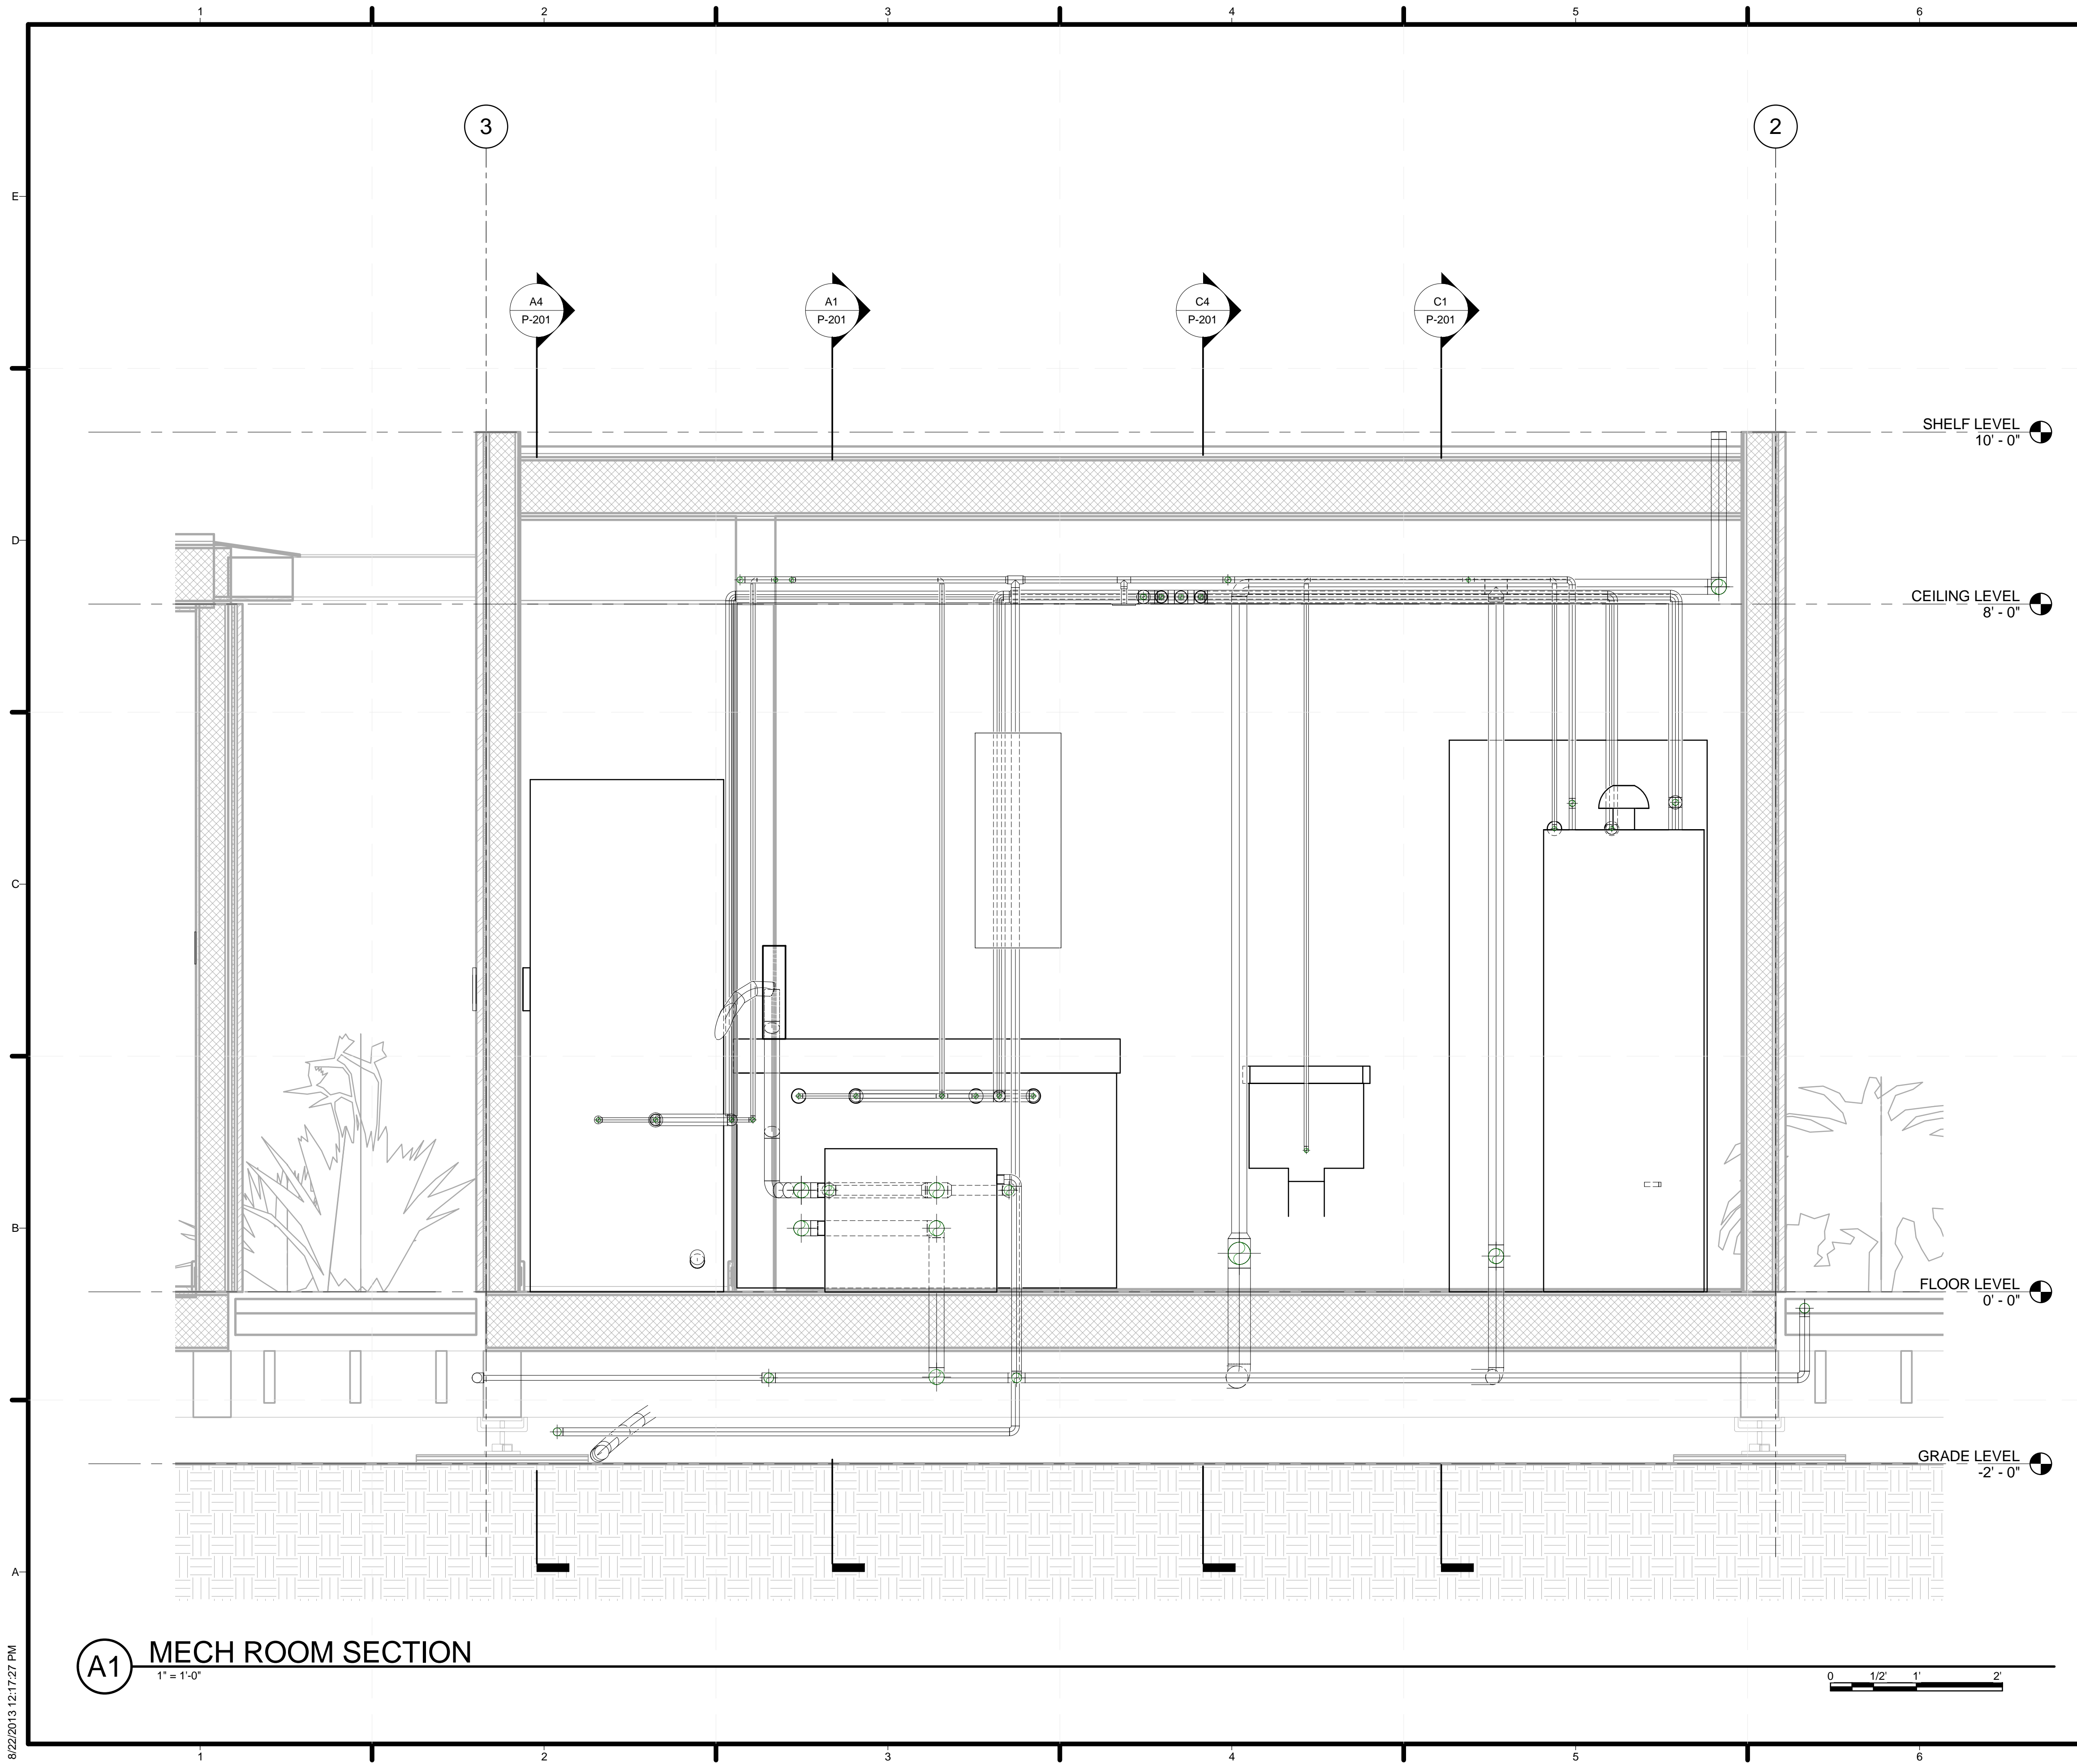 1 2 3 4 5 6
3
2
E
A4
P-201
A1
P-201
C4
P-201
C1
P-201
SHELF LEVEL
10' - 0"
D
CEILING LEVEL
8' - 0"
C
B
FLOOR LEVEL
0' - 0"
GRADE LEVEL
-2' - 0"
A
A1
MECH ROOM SECTION
1" = 1'-0"
0 1/2' 1' 2'
8/22/2013 12:17:27 PM
1 2 3 4 5 6